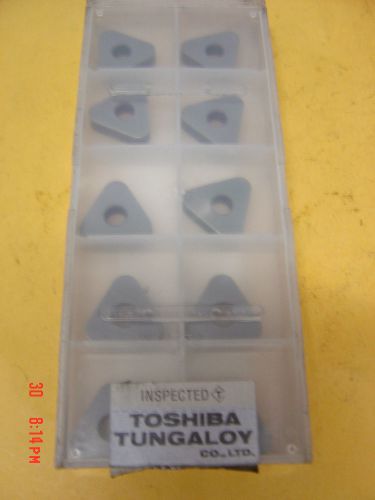 INSPECTED T
TOSHIBA
TUNGALOY
CO., LTD.
30 8:14PM